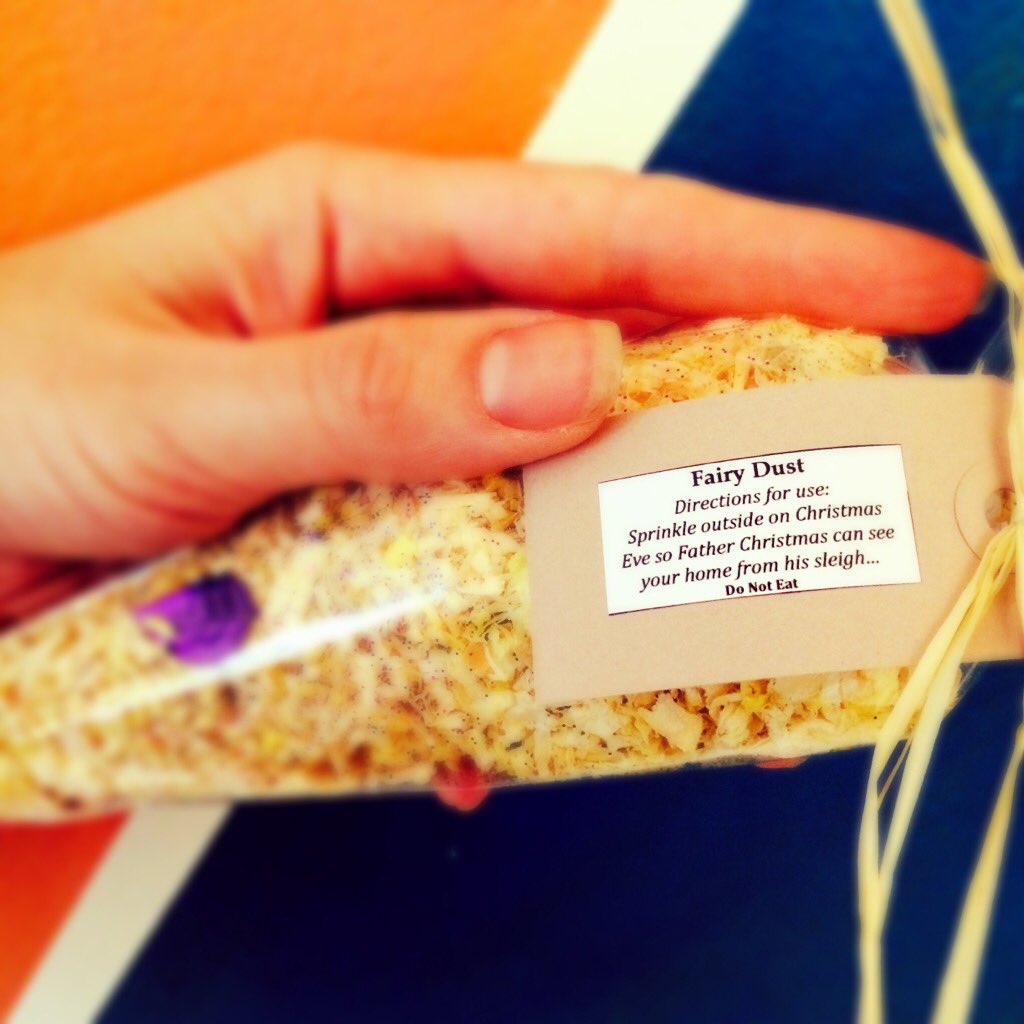 Fairy Dust
Directions for use:
Sprinkle outside on Christmas
Eve so Father Christmas can see
your home from his sleigh...
Do Not Eat